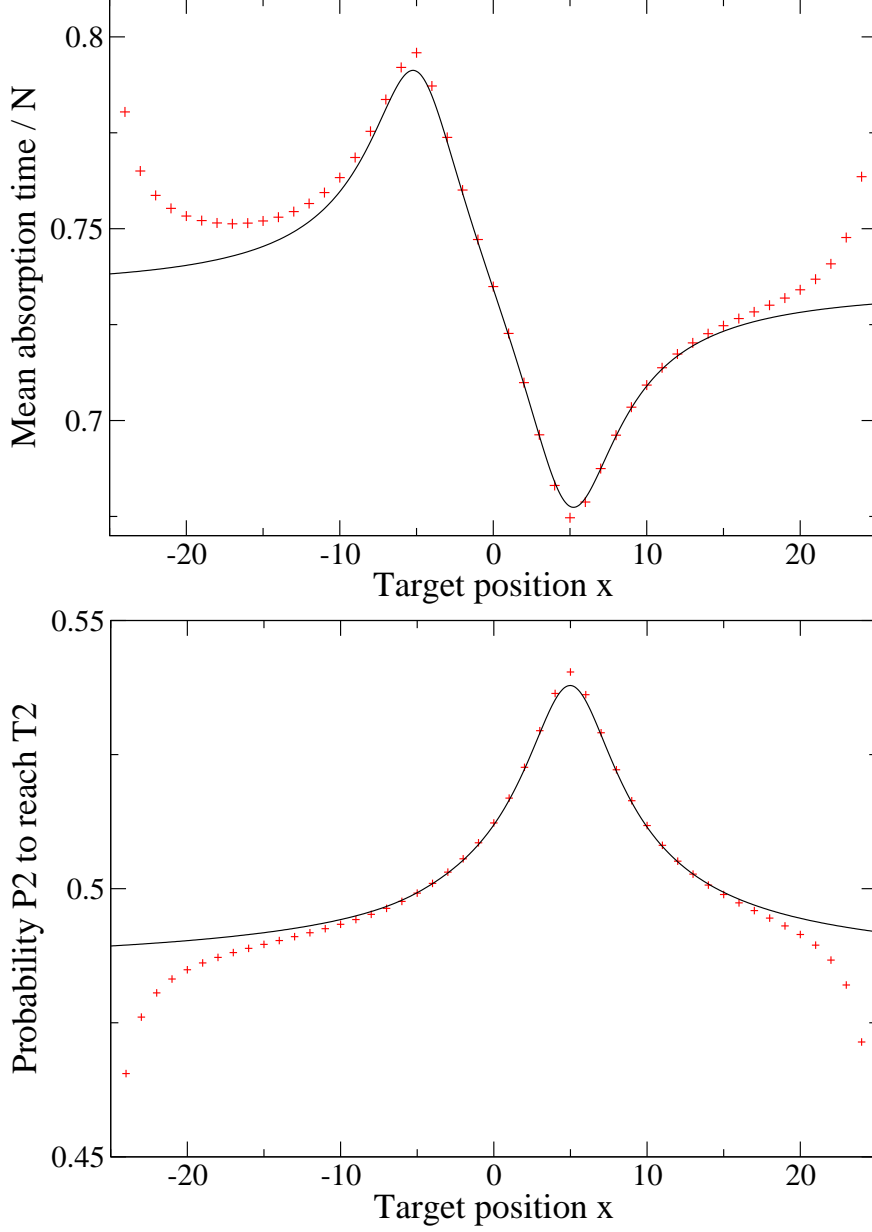 0.8
0.75
0.7
Mean absorption time / N
-20 -10 0 10 20
Target position x
0.55
0.5
0.45
Probability P2 to reach T2
-20 -10 0 10 20
Target position x